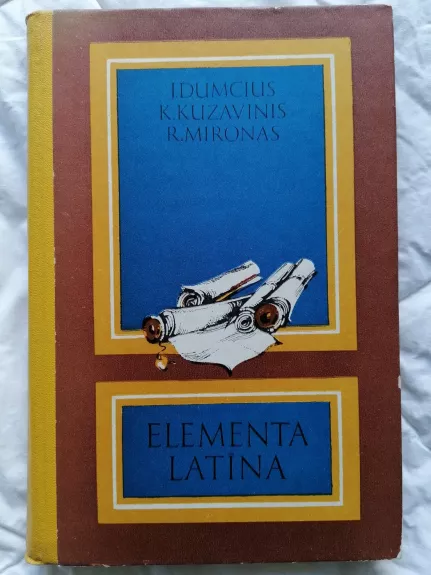 J.DUMČIUS
K.KUZAVINIS
R.MIRONAS
ELEMENTA
LATINA